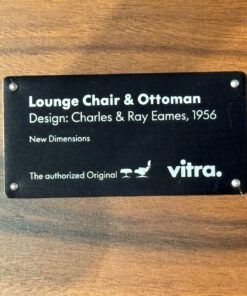 Lounge Chair & Ottoman
Design: Charles & Ray Eames, 1956
New Dimensions
The authorized Original vitra.